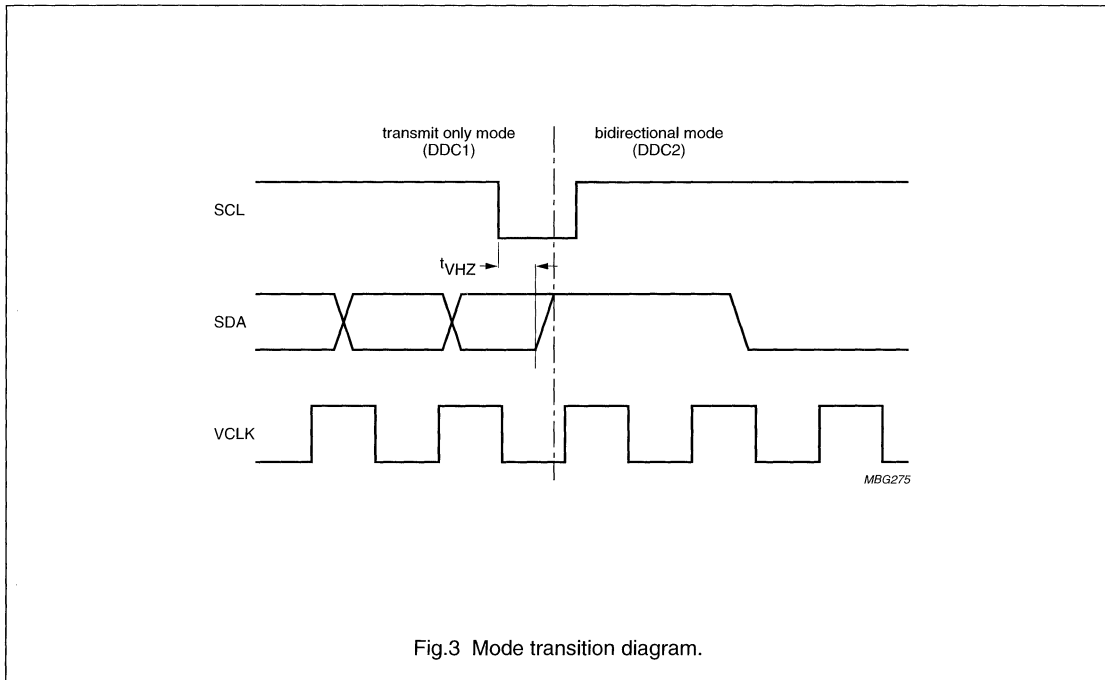 transmit only mode
(DDC1)
bidirectional mode
(DDC2)
SCL
tVHZ
SDA
VCLK
MBG275
Fig.3 Mode transition diagram.